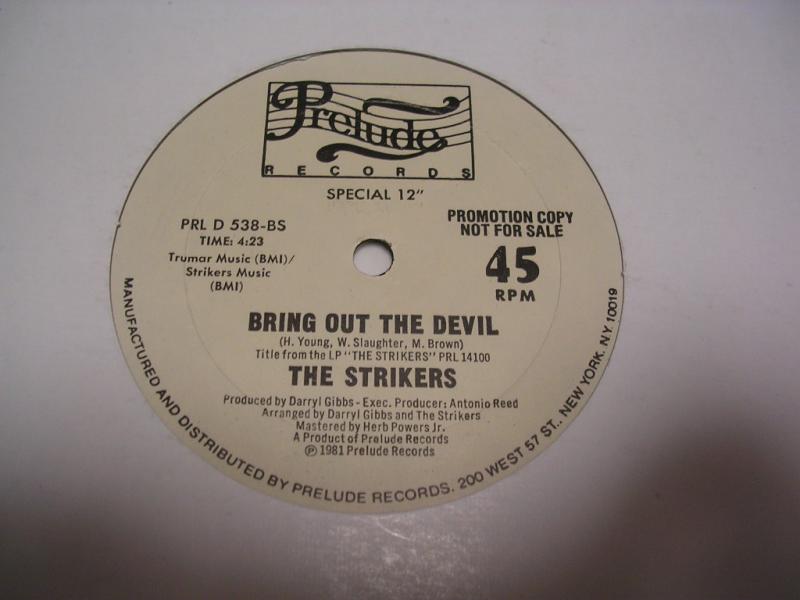 Prelude
RECORDS
SPECIAL 12"
PRL D 538-BS
TIME: 4:23
Trumar Music (BMI)/
Strikers Music
(BMI)
PROMOTION COPY
NOT FOR SALE
45
RPM
BRING OUT THE DEVIL
(H. Young, W. Slaughter, M. Brown)
Title from the LP "THE STRIKERS" PRL 14100
THE STRIKERS
Produced by Darryl Gibbs - Exec. Producer: Antonio Reed
Arranged by Darryl Gibbs and The Strikers
Mastered by Herb Powers Jr.
A Product of Prelude Records
℗ 1981 Prelude Records
MANUFACTURED AND DISTRIBUTED BY PRELUDE RECORDS. 200 WEST 57 ST., NEW YORK. N.Y. 10019